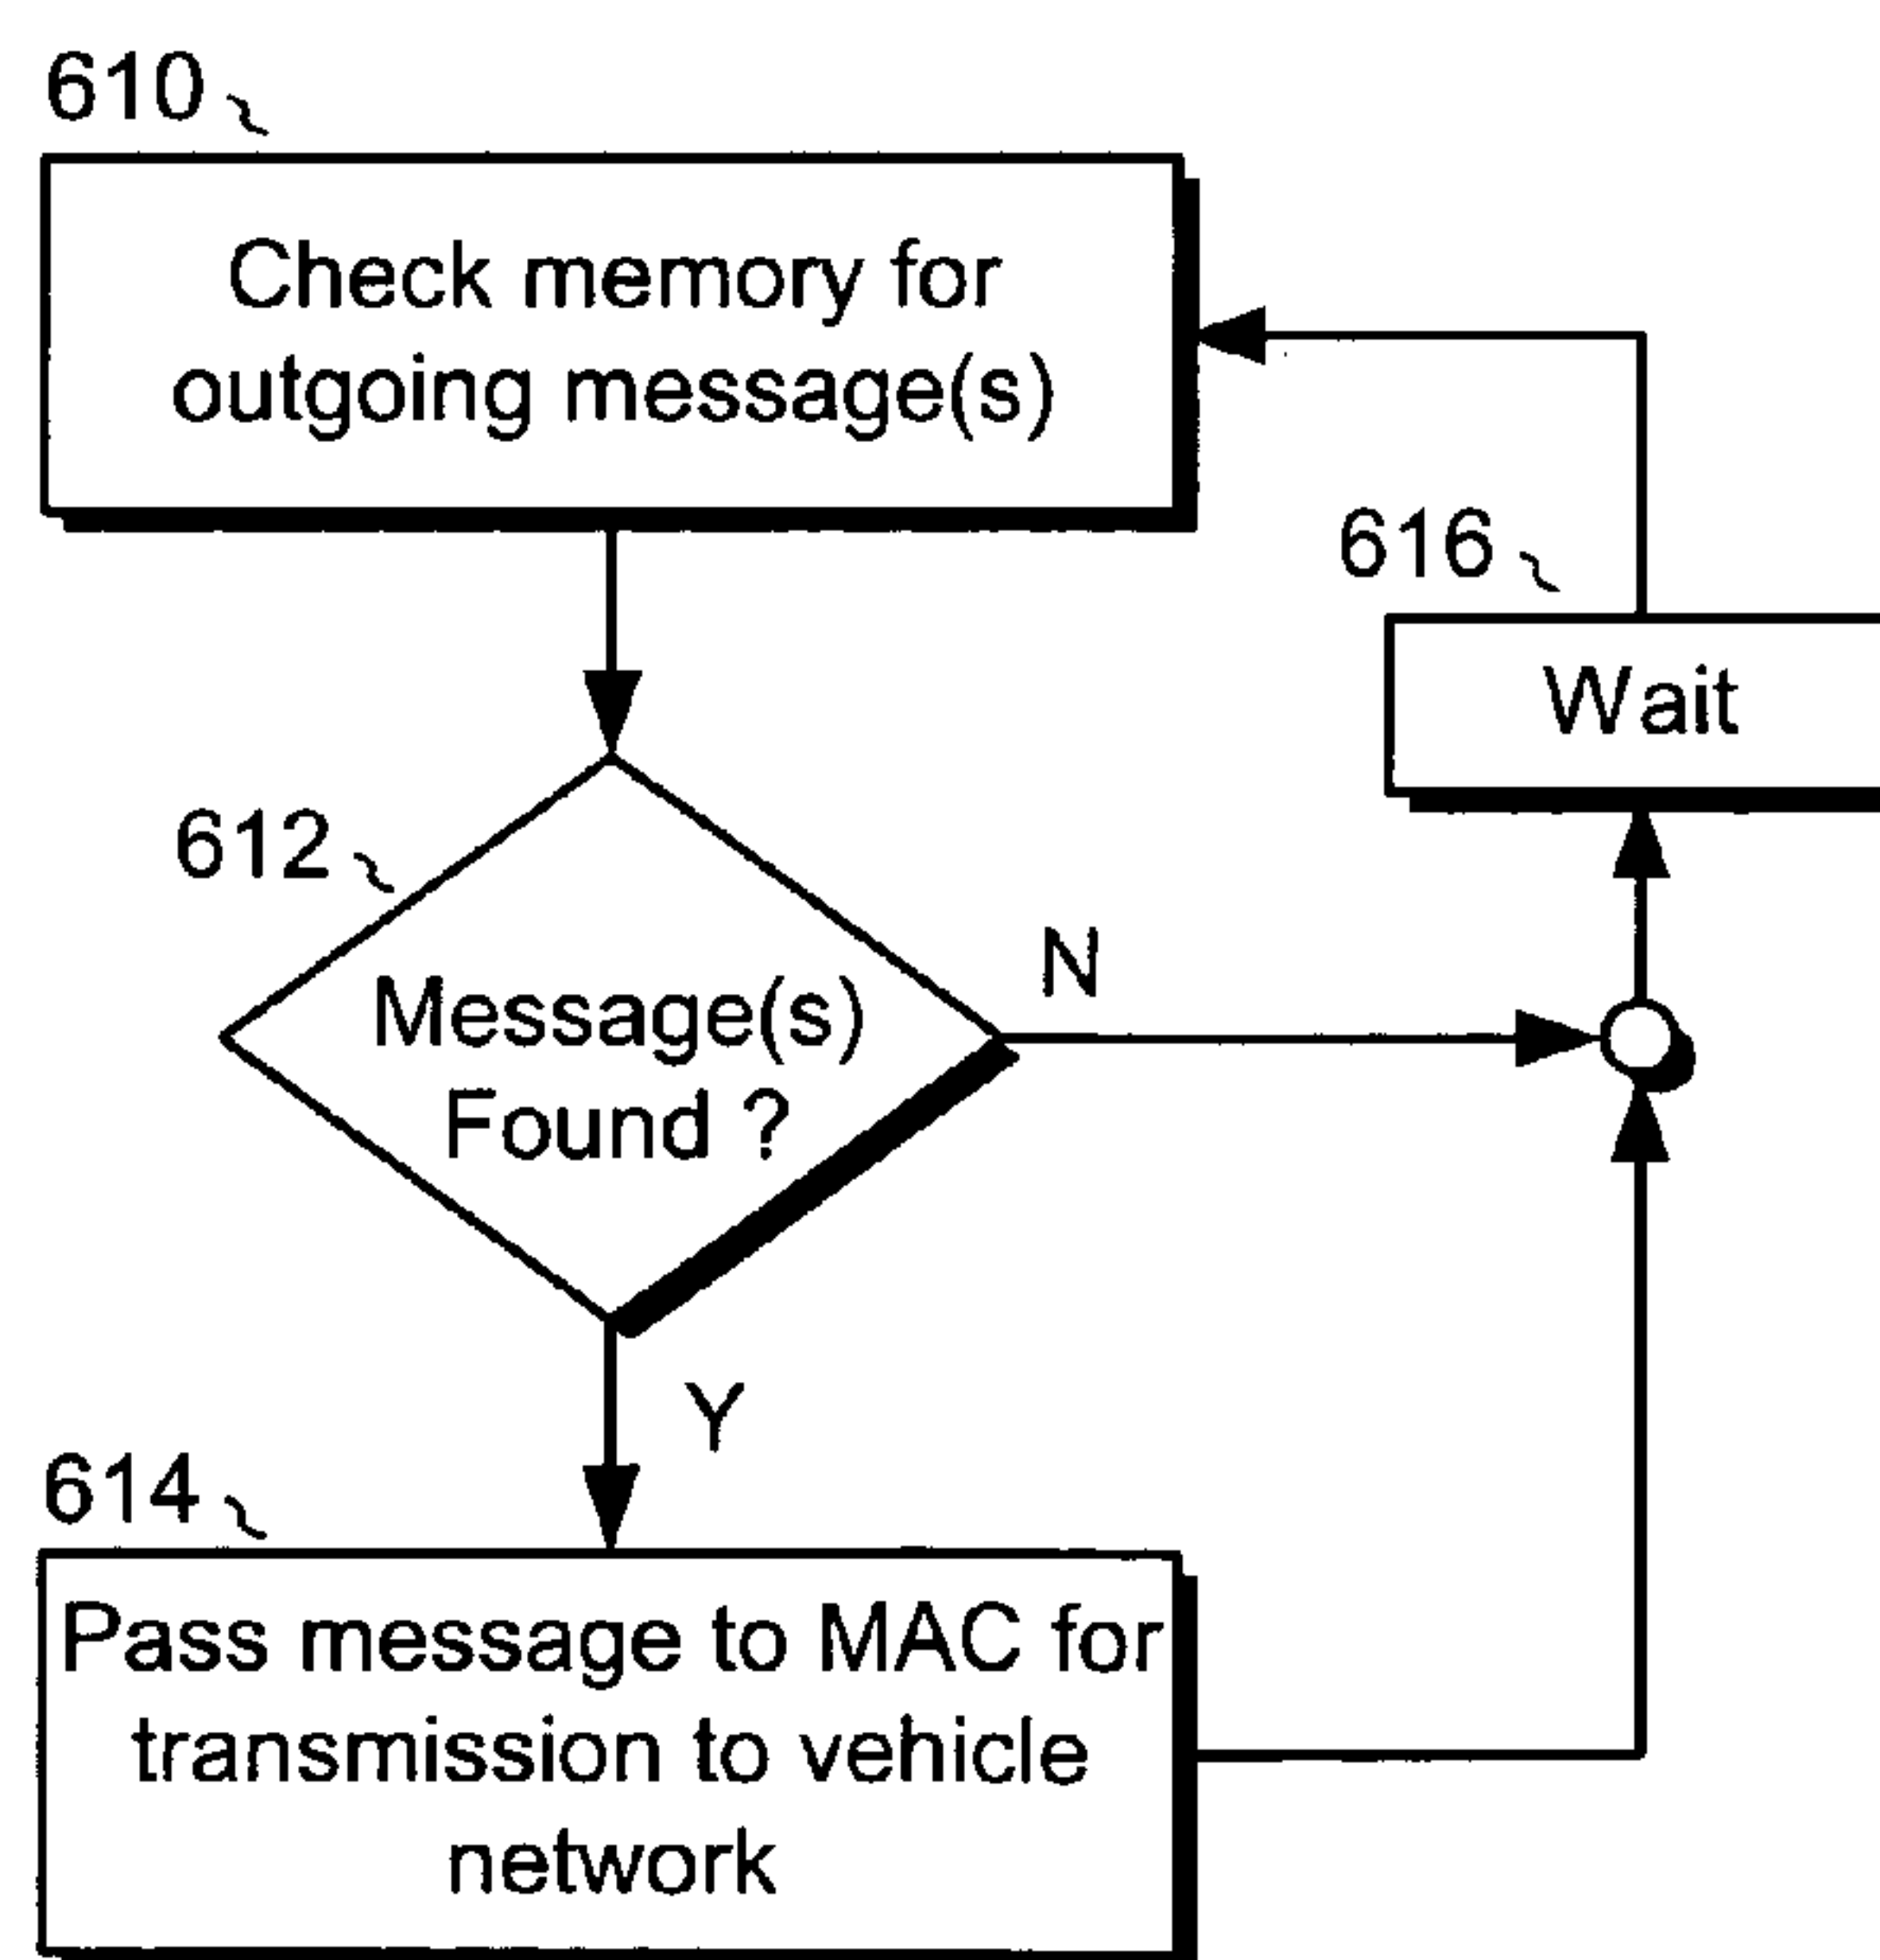 610
Check memory for
outgoing message(s)
616
Wait
612
Message(s)
Found ?
N
Y
614
Pass message to MAC for
transmission to vehicle
network